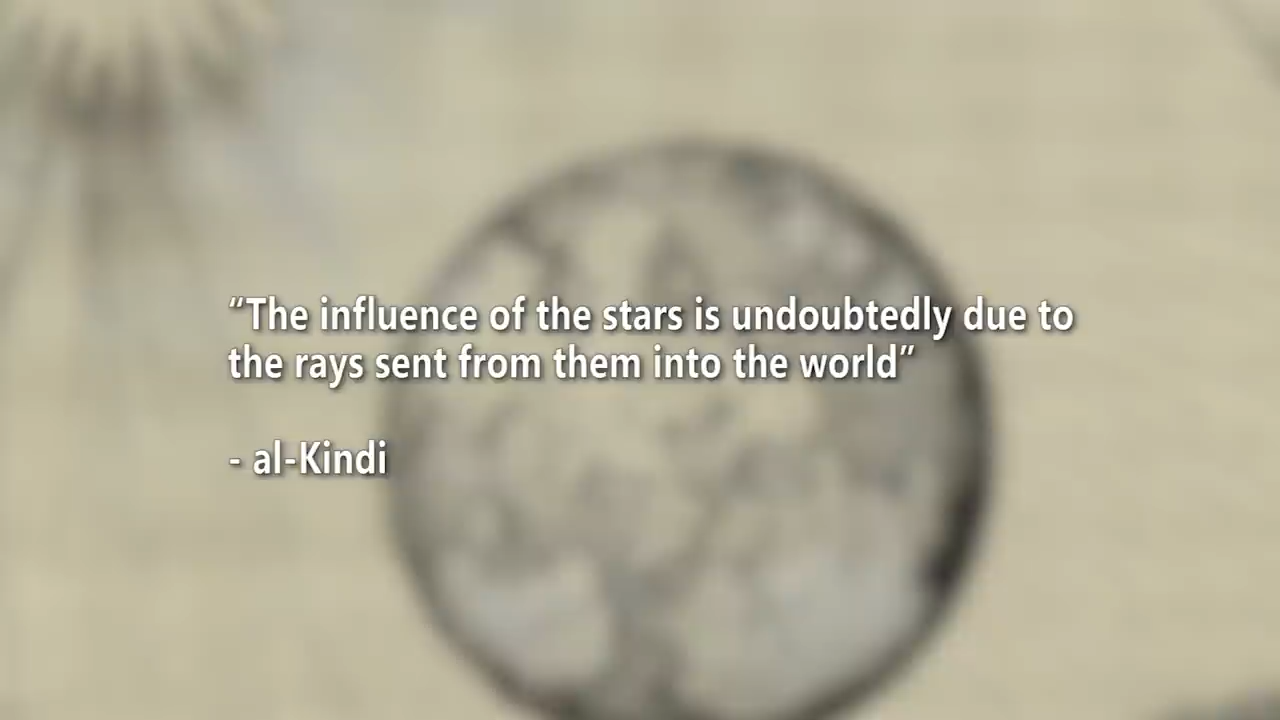 “The influence of the stars is undoubtedly due to
the rays sent from them into the world”
- al-Kindi